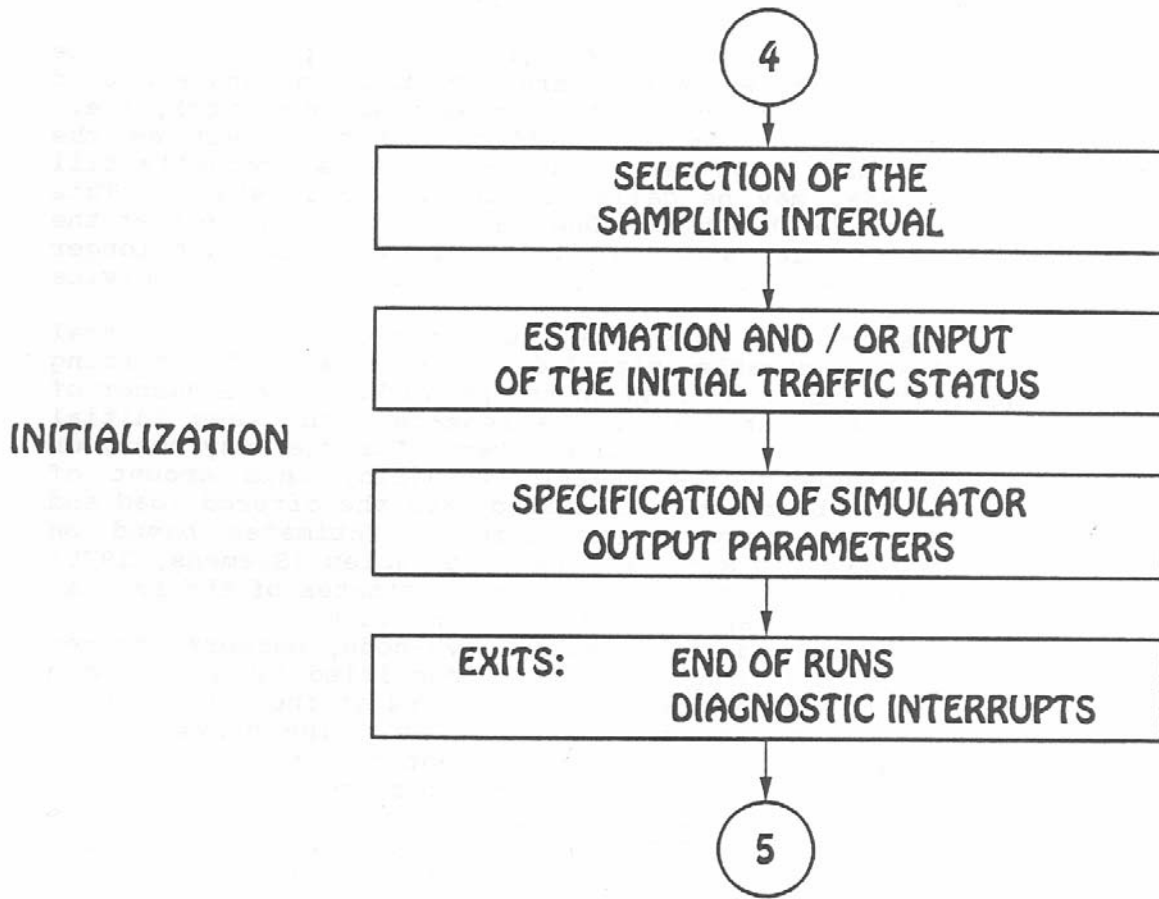 4
SELECTION OF THE
SAMPLING INTERVAL
ESTIMATION AND / OR INPUT
OF THE INITIAL TRAFFIC STATUS
INITIALIZATION
SPECIFICATION OF SIMULATOR
OUTPUT PARAMETERS
EXITS: END OF RUNS
DIAGNOSTIC INTERRUPTS
5